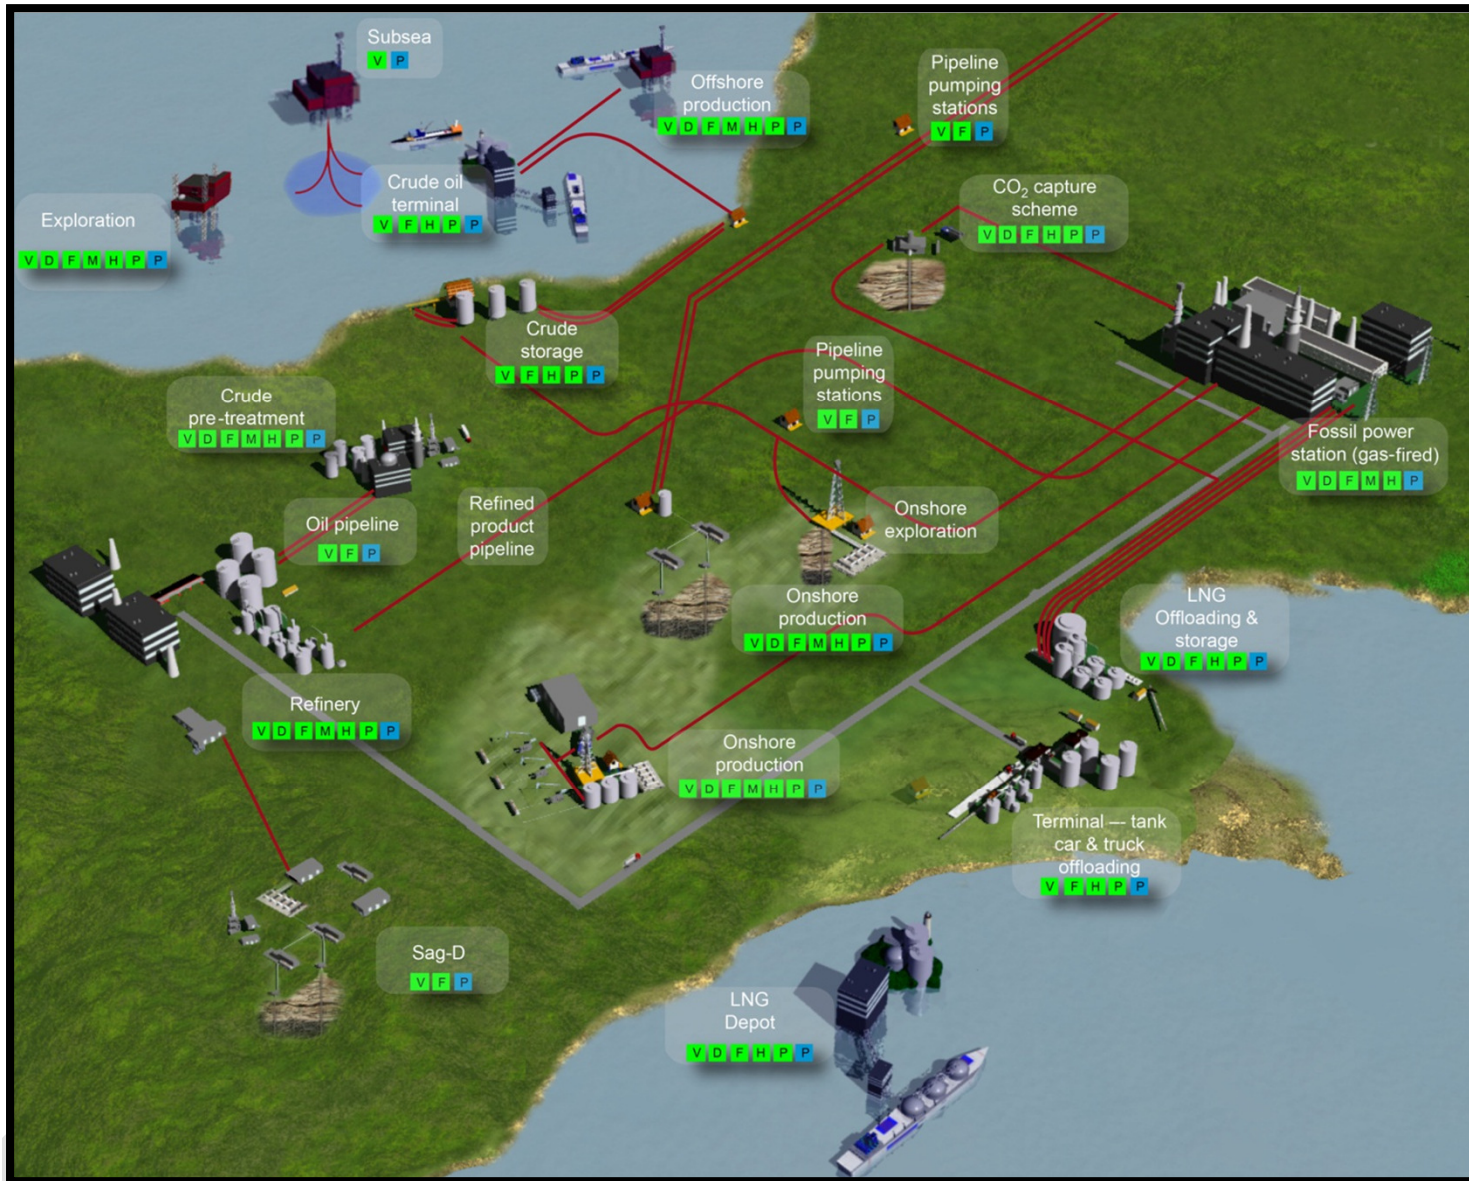 Subsea
V P
Offshore
production
V D F M H P P
Pipeline
pumping
stations
V F P
Exploration
V D F M H P P
Crude oil
terminal
V F H P P
CO₂ capture
scheme
V D F H P P
Crude
storage
V F H P P
Pipeline
pumping
stations
V F P
Crude
pre-treatment
V D F M H P P
Fossil power
station (gas-fired)
V D F M H P
Oil pipeline
V F P
Refined
product
pipeline
Onshore
exploration
Onshore
production
V D F M H P P
LNG
Offloading &
storage
V D F H P P
Refinery
V D F M H P P
Onshore
production
V D F M H P P
Terminal -- tank
car & truck
offloading
V F H P P
Sag-D
V F P
LNG
Depot
V D F H P P